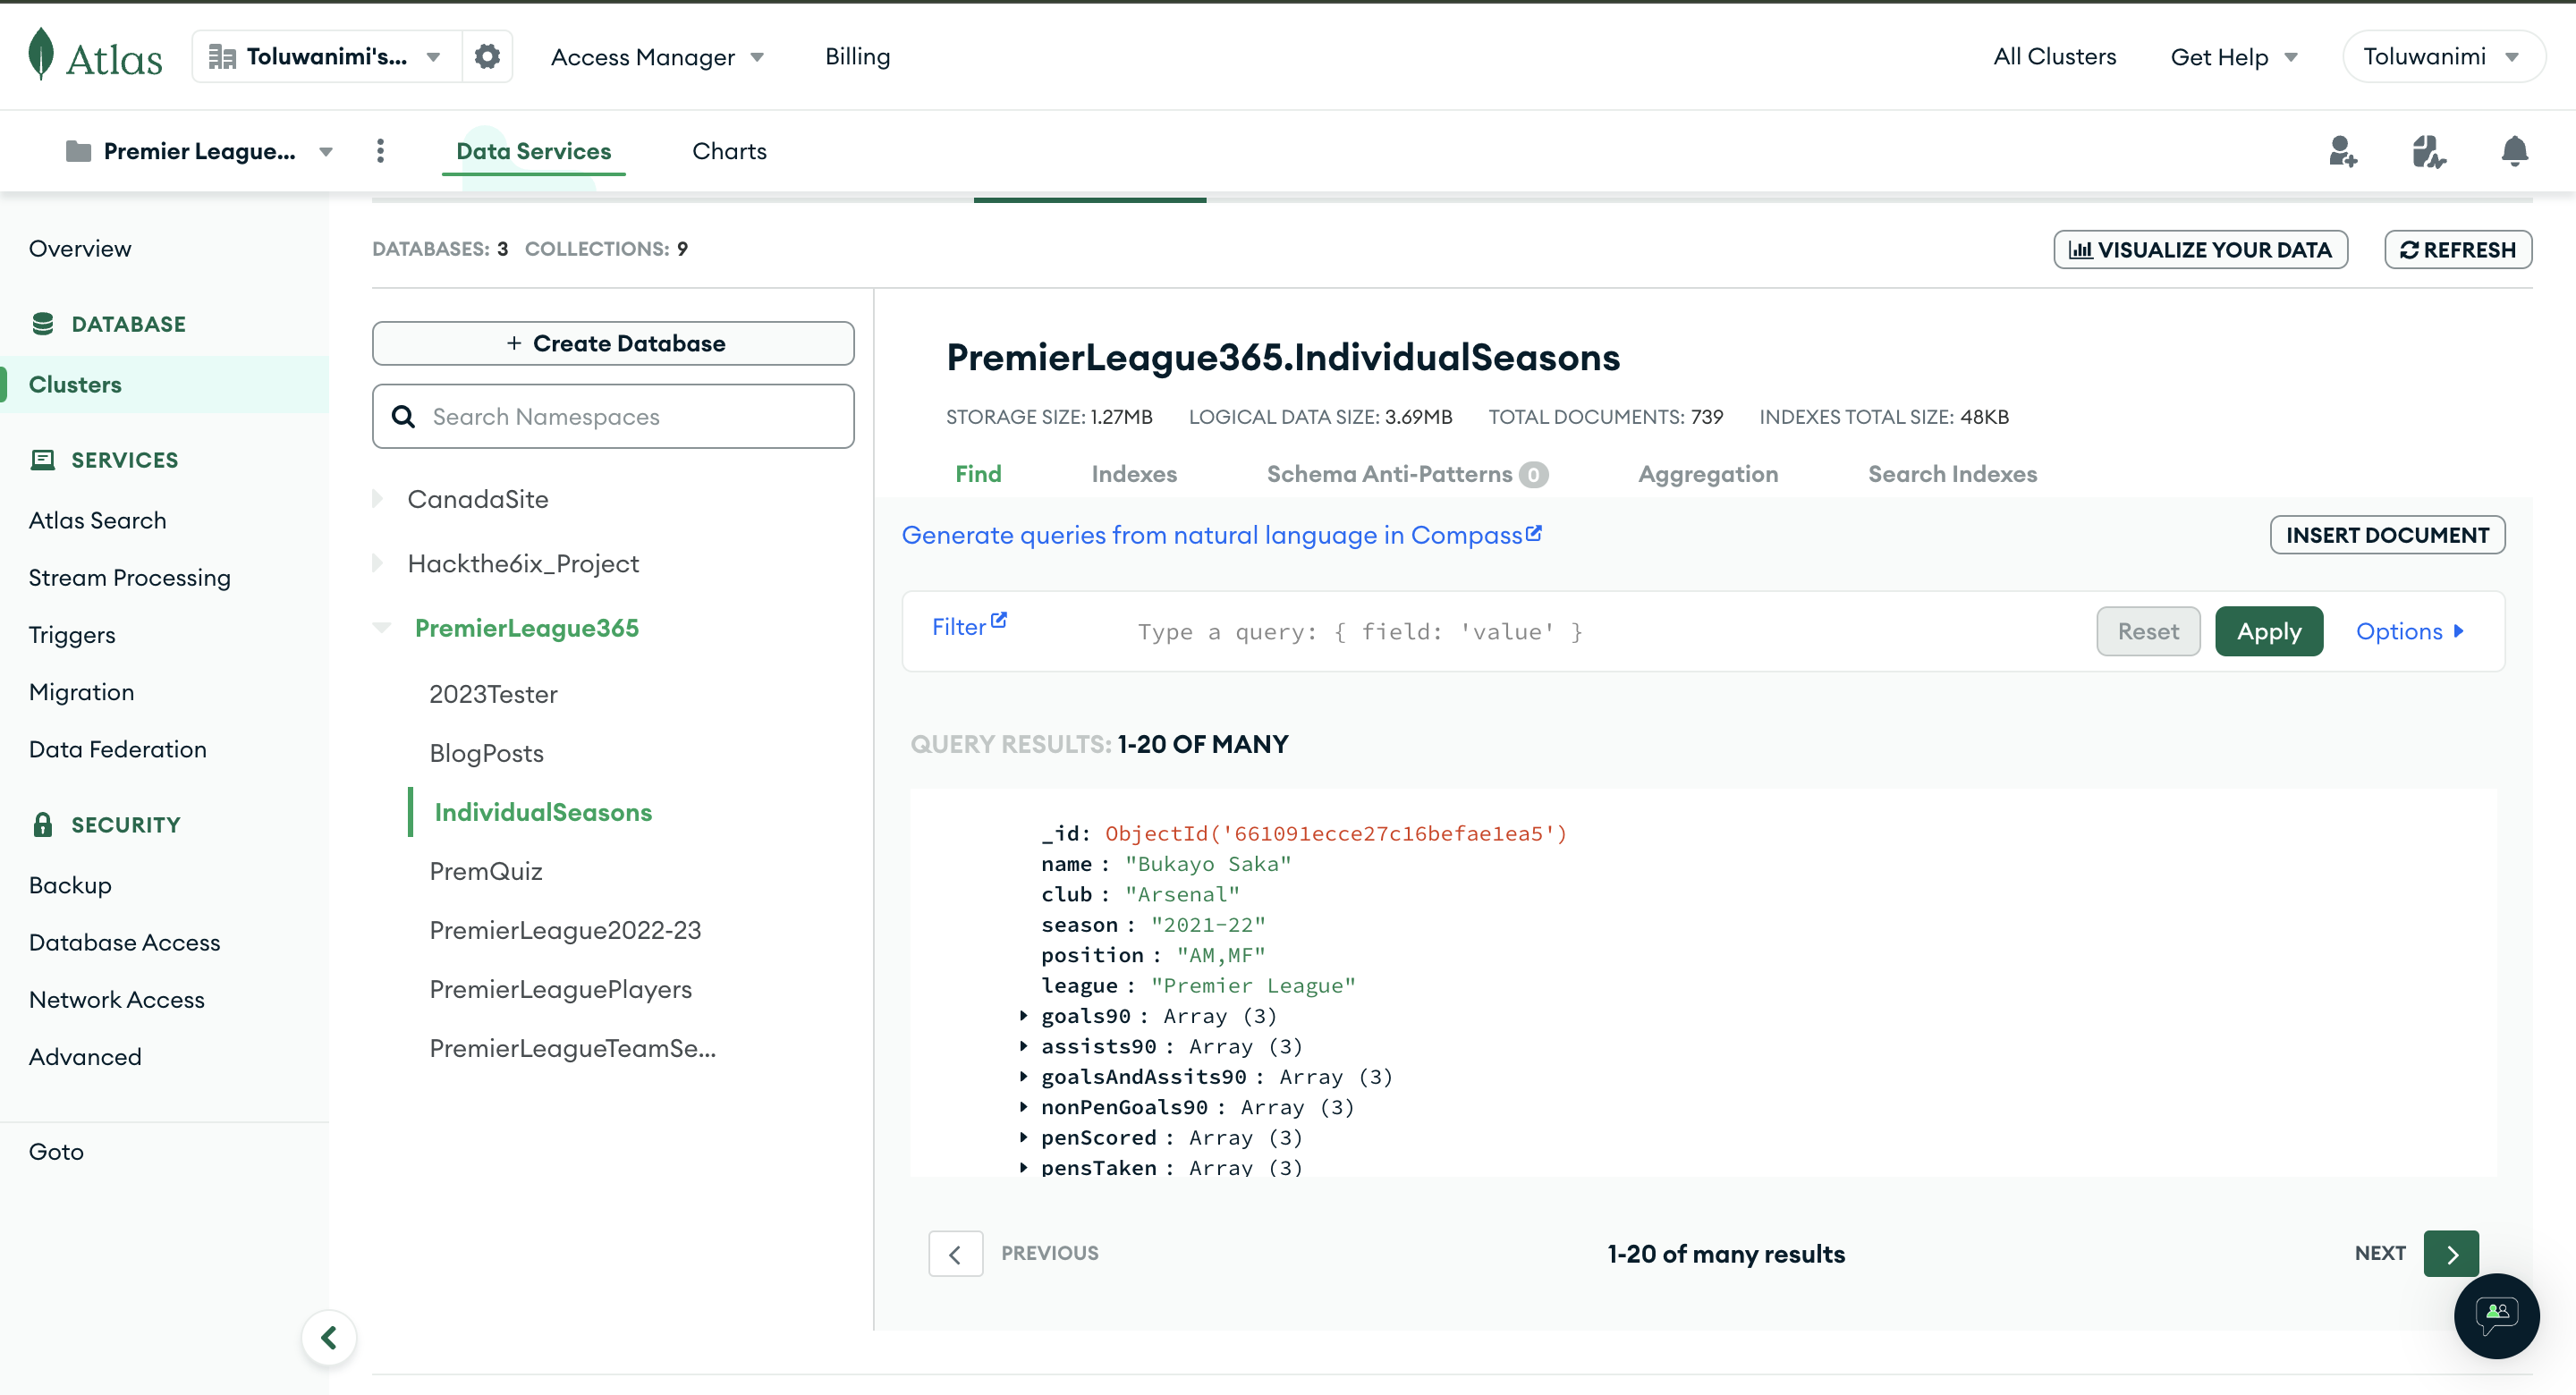 Atlas
Toluwanimi's...
Access Manager
Billing
All Clusters
Get Help
Toluwanimi
Premier League...
Data Services
Charts
Overview
DATABASE
Clusters
SERVICES
Atlas Search
Stream Processing
Triggers
Migration
Data Federation
SECURITY
Backup
Database Access
Network Access
Advanced
Goto
DATABASES: 3 COLLECTIONS: 9
VISUALIZE YOUR DATA
REFRESH
+ Create Database
Search Namespaces
CanadaSite
Hackthe6ix_Project
PremierLeague365
2023Tester
BlogPosts
IndividualSeasons
PremQuiz
PremierLeague2022-23
PremierLeaguePlayers
PremierLeagueTeamSe...
PremierLeague365.IndividualSeasons
STORAGE SIZE: 1.27MB LOGICAL DATA SIZE: 3.69MB TOTAL DOCUMENTS: 739 INDEXES TOTAL SIZE: 48KB
Find Indexes Schema Anti-Patterns 0 Aggregation Search Indexes
Generate queries from natural language in Compass
INSERT DOCUMENT
Filter
Type a query: { field: 'value' }
Reset
Apply
Options
QUERY RESULTS: 1-20 OF MANY
_id: ObjectId('661091ecce27c16befae1ea5')
name : "Bukayo Saka"
club : "Arsenal"
season : "2021-22"
position : "AM,MF"
league : "Premier League"
goals90 : Array (3)
assists90 : Array (3)
goalsAndAssits90 : Array (3)
nonPenGoals90 : Array (3)
penScored : Array (3)
pensTaken : Array (3)
PREVIOUS
1-20 of many results
NEXT